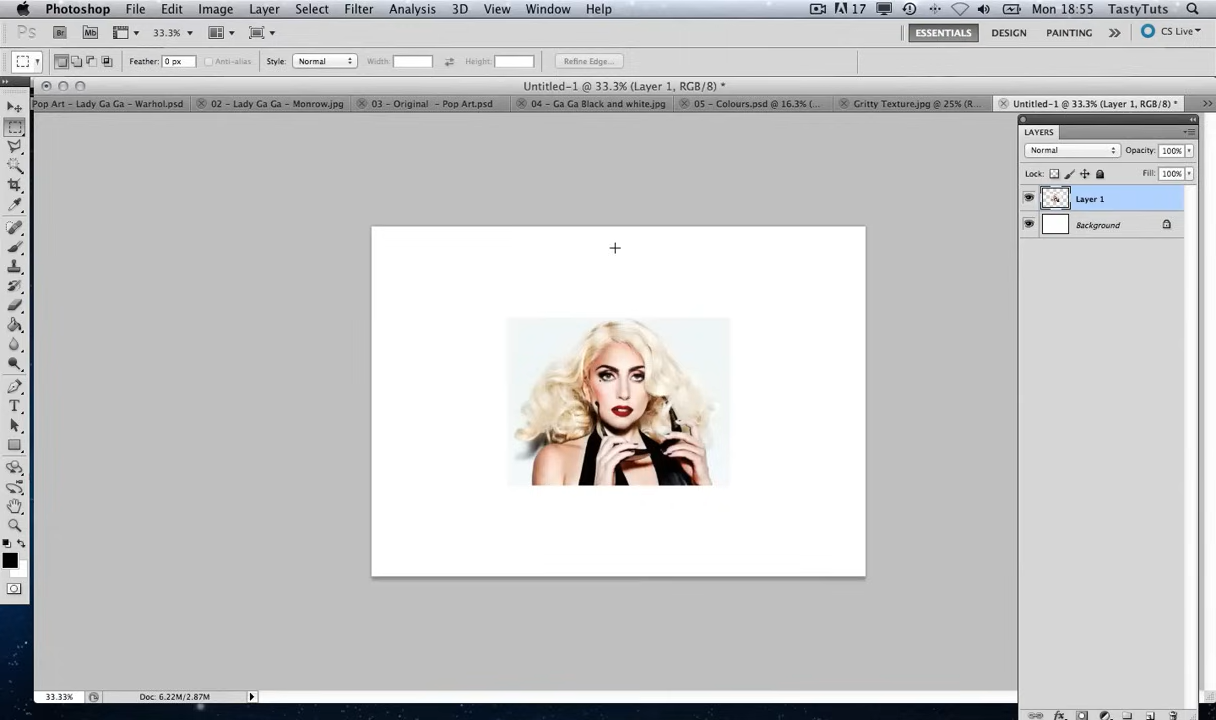 Photoshop File Edit Image Layer Select Filter Analysis 3D View Window Help 17 Mon 18:55 TastyTuts
Ps Br Mb 33.3% ESSENTIALS DESIGN PAINTING CS Live
Feather: 0 px Anti-alias Style: Normal Width: Height: Refine Edge...
Untitled-1 @ 33.3% (Layer 1, RGB/8) *
Pop Art - Lady Ga Ga - Warhol.psd 02 - Lady Ga Ga - Monrow.jpg 03 - Original - Pop Art.psd 04 - Ga Ga Black and white.jpg 05 - Colours.psd @ 16.3% (... Gritty Texture.jpg @ 25% (R... Untitled-1 @ 33.3% (Layer 1, RGB/8) *
LAYERS
Normal Opacity: 100%
Lock: Fill: 100%
Layer 1
Background
T
33.33% Doc: 6.22M/2.87M
fx